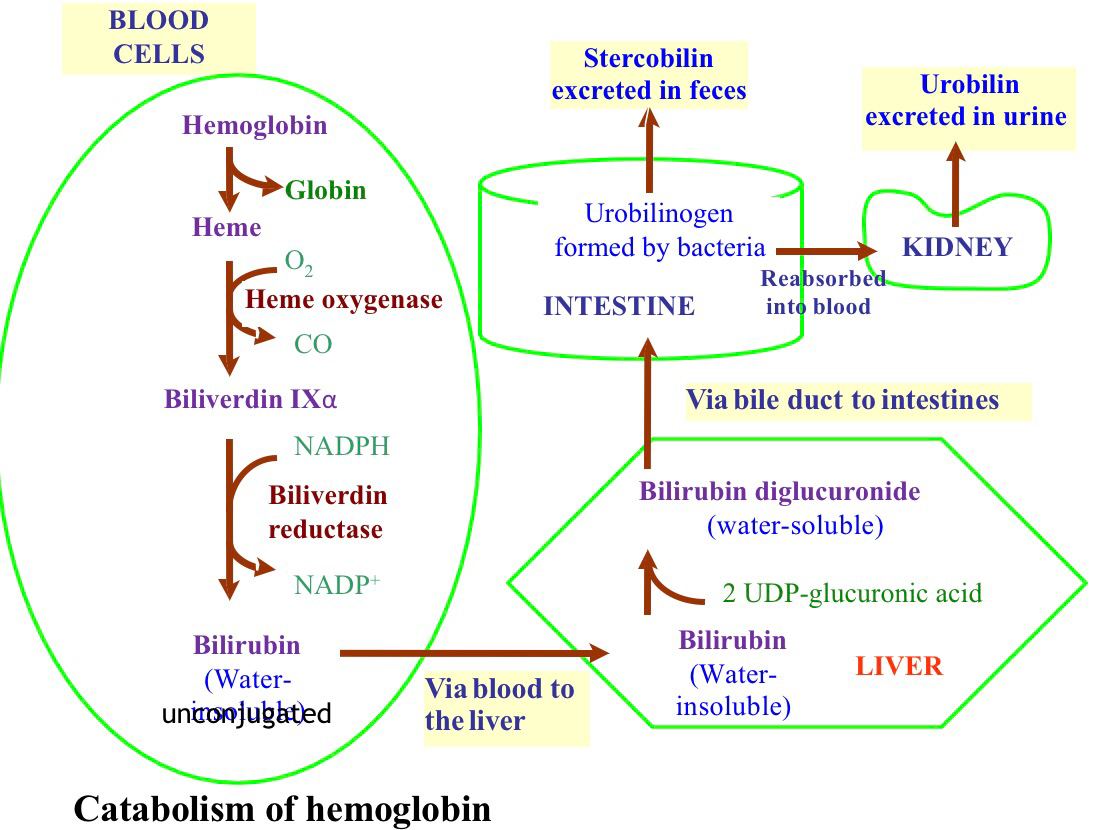 BLOOD
CELLS
Hemoglobin
Globin
Heme
O₂
Heme oxygenase
CO
Biliverdin IXα
NADPH
Biliverdin
reductase
NADP⁺
Bilirubin
(Water-
insoluble)
unconjugated
Via blood to
the liver
Bilirubin
(Water-
insoluble)
LIVER
2 UDP-glucuronic acid
Bilirubin diglucuronide
(water-soluble)
Via bile duct to intestines
INTESTINE
Urobilinogen
formed by bacteria
Stercobilin
excreted in feces
Reabsorbed
into blood
KIDNEY
Urobilin
excreted in urine
Catabolism of hemoglobin